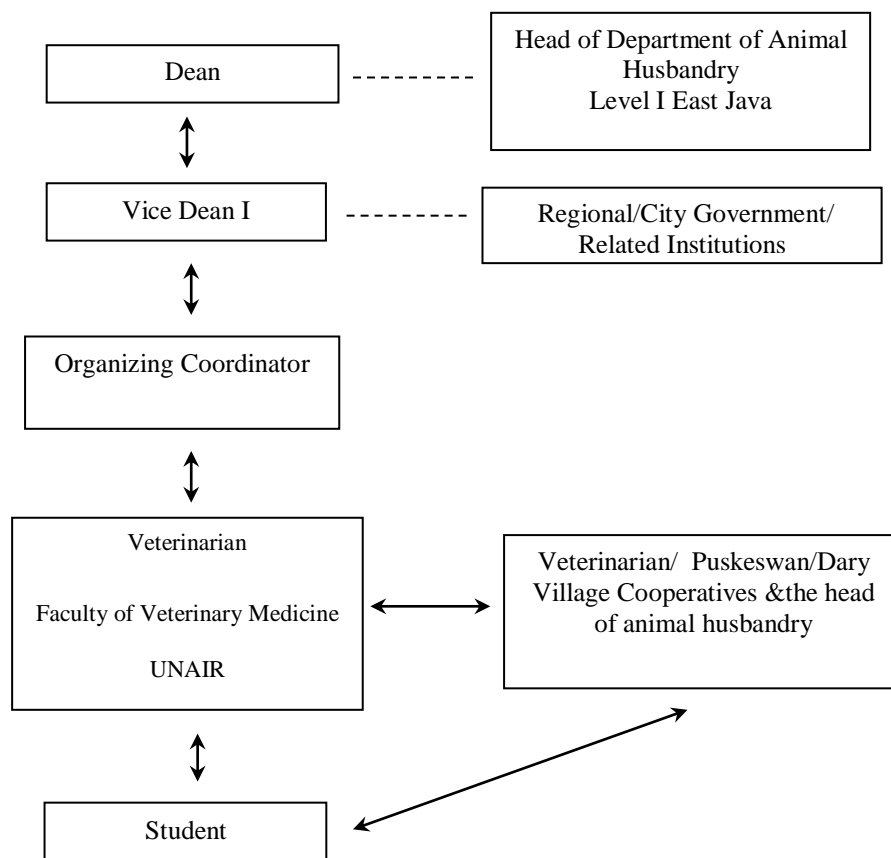 Dean
Head of Department of Animal
Husbandry
Level I East Java
Vice Dean I
Regional/City Government/
Related Institutions
Organizing Coordinator
Veterinarian
Faculty of Veterinary Medicine
UNAIR
Veterinarian/ Puskeswan/Dary
Village Cooperatives &the head
of animal husbandry
Student